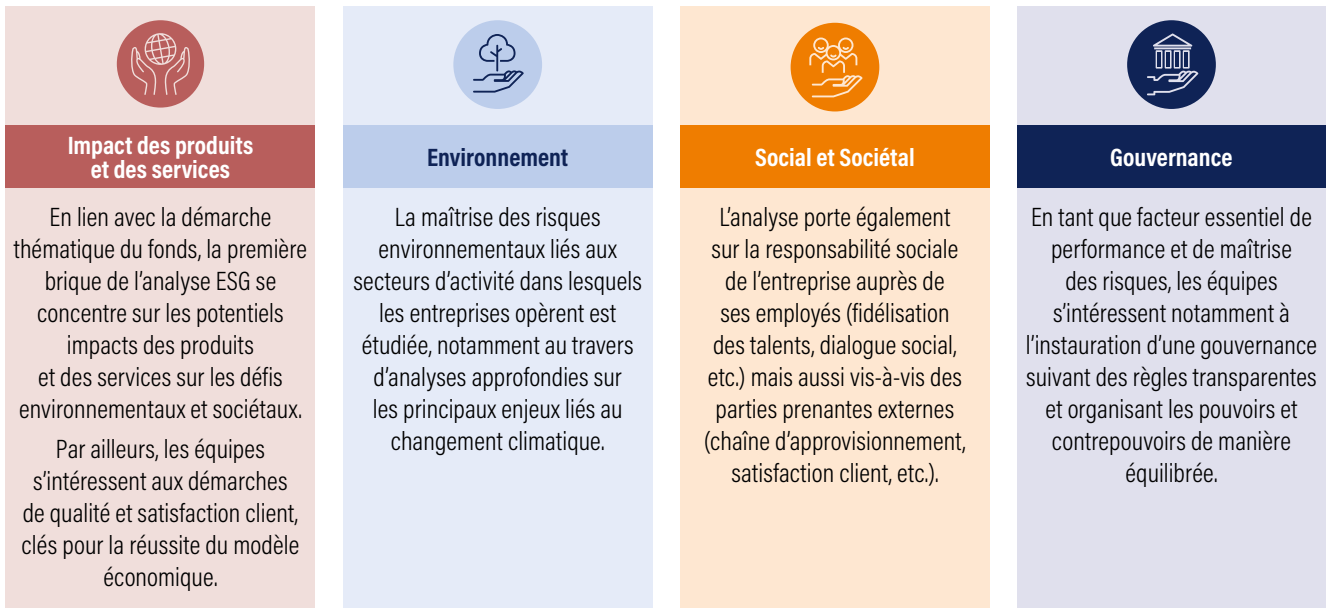 Impact des produits
et des services
En lien avec la démarche
thématique du fonds, la première
brique de l’analyse ESG se
concentre sur les potentiels
impacts des produits
et des services sur les défis
environnementaux et sociétaux.
Par ailleurs, les équipes
s’intéressent aux démarches
de qualité et satisfaction client,
clés pour la réussite du modèle
économique.
Environnement
La maîtrise des risques
environnementaux liés aux
secteurs d’activité dans lesquels
les entreprises opèrent est
étudiée, notamment au travers
d’analyses approfondies sur
les principaux enjeux liés au
changement climatique.
Social et Sociétal
L’analyse porte également
sur la responsabilité sociale
de l’entreprise auprès de
ses employés (fidélisation
des talents, dialogue social,
etc.) mais aussi vis-à-vis des
parties prenantes externes
(chaîne d’approvisionnement,
satisfaction client, etc.).
Gouvernance
En tant que facteur essentiel de
performance et de maîtrise
des risques, les équipes
s’intéressent notamment à
l’instauration d’une gouvernance
suivant des règles transparentes
et organisant les pouvoirs et
contrepouvoirs de manière
équilibrée.